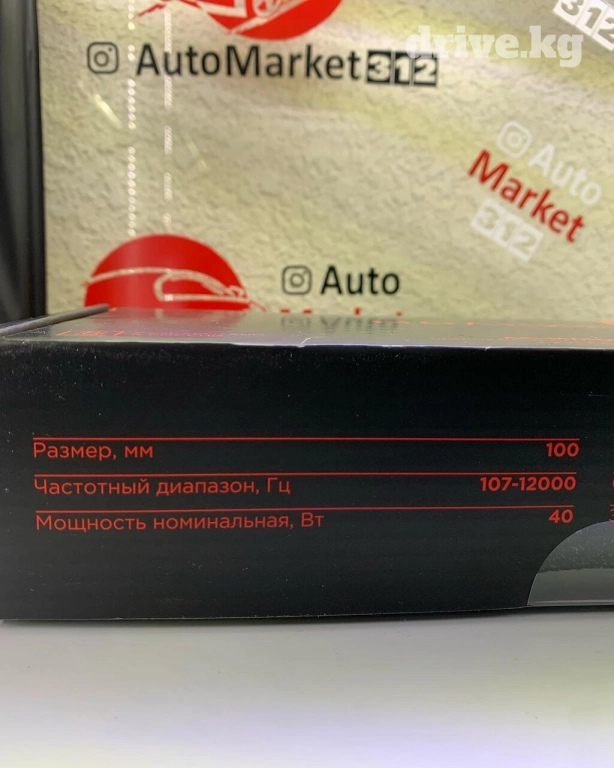 drive.kg
AutoMarket312
312
Auto
Market
312
Auto
Размер, мм 100
Частотный диапазон, Гц 107-12000
Мощность номинальная, Вт 40